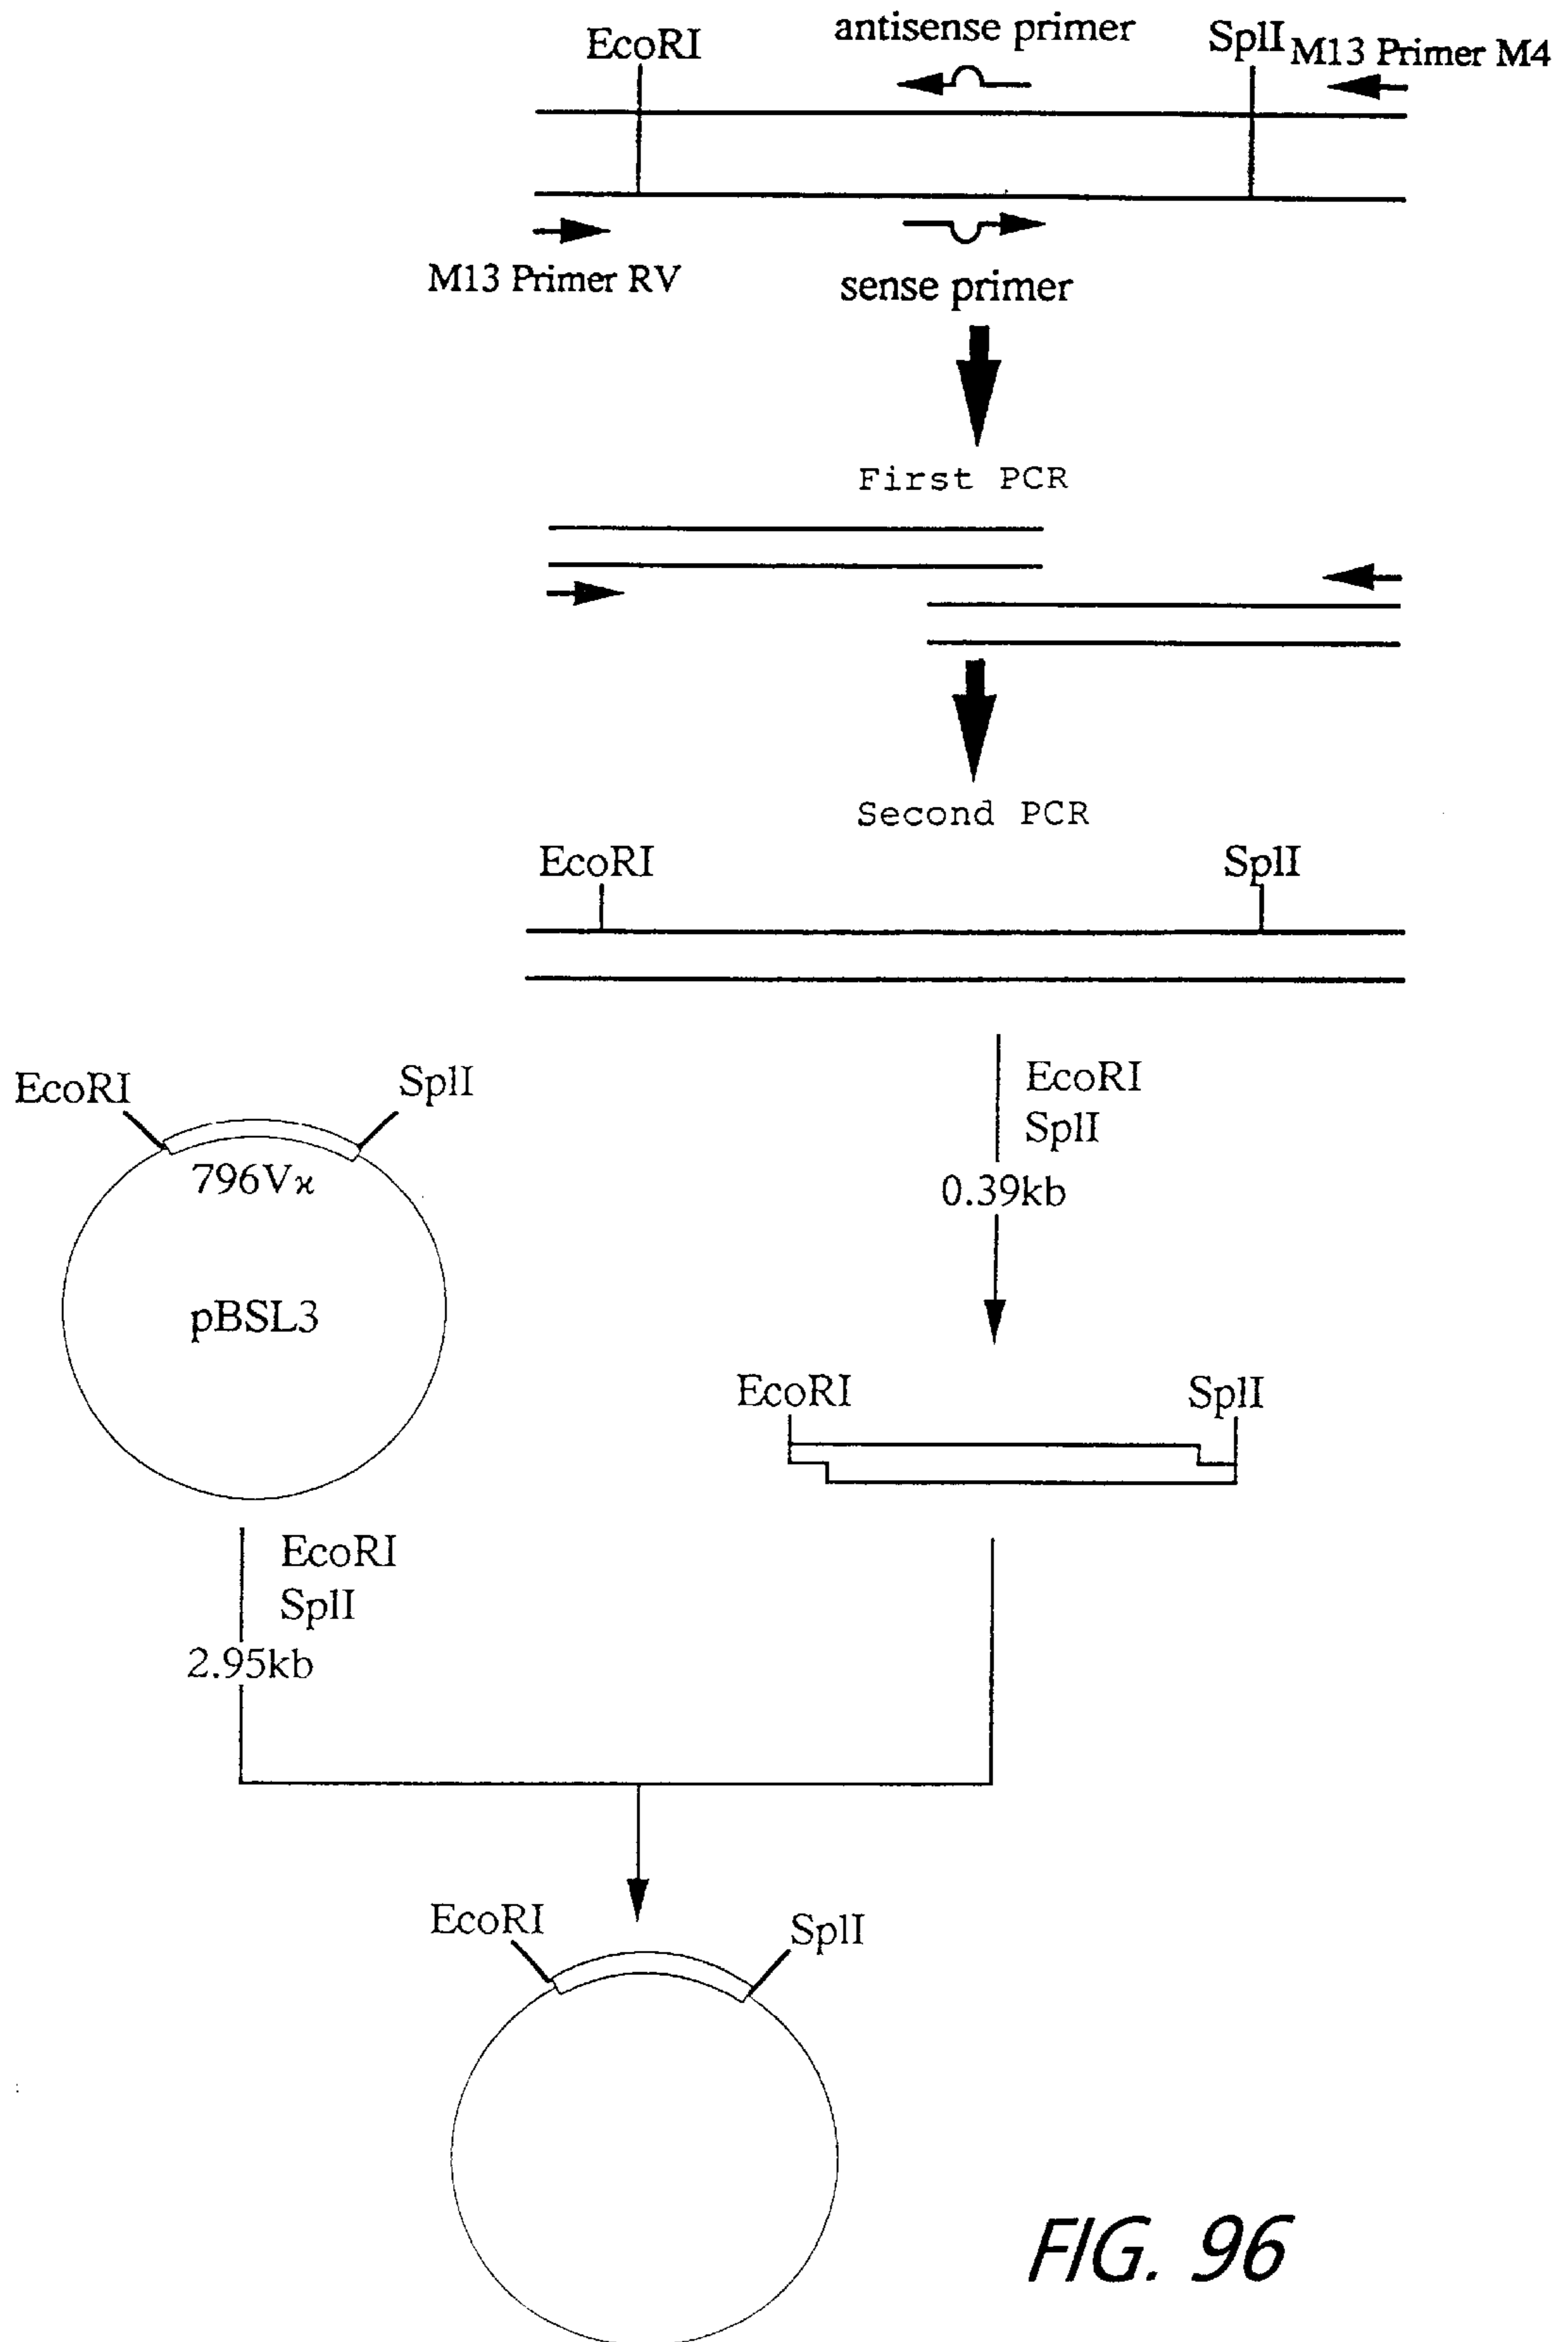 EcoRI
antisense primer
SplI
M13 Primer M4
M13 Primer RV
sense primer
First PCR
Second PCR
EcoRI
SplI
EcoRI
SplI
EcoRI
SplI
796Vϰ
0.39kb
pBSL3
EcoRI
SplI
EcoRI
SplI
2.95kb
EcoRI
SplI
FIG. 96